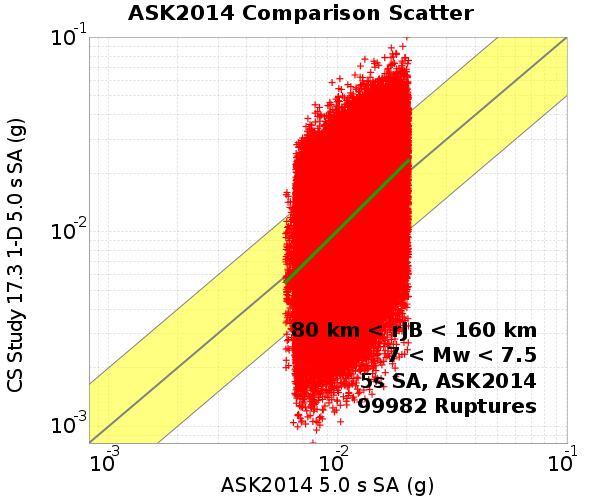 ASK2014 Comparison Scatter
CS Study 17.3 1-D 5.0 s SA (g)
10⁻¹
10⁻²
10⁻³
80 km < rJB < 160 km
7 < Mw < 7.5
5s SA, ASK2014
99982 Ruptures
10⁻³ 10⁻² 10⁻¹
ASK2014 5.0 s SA (g)